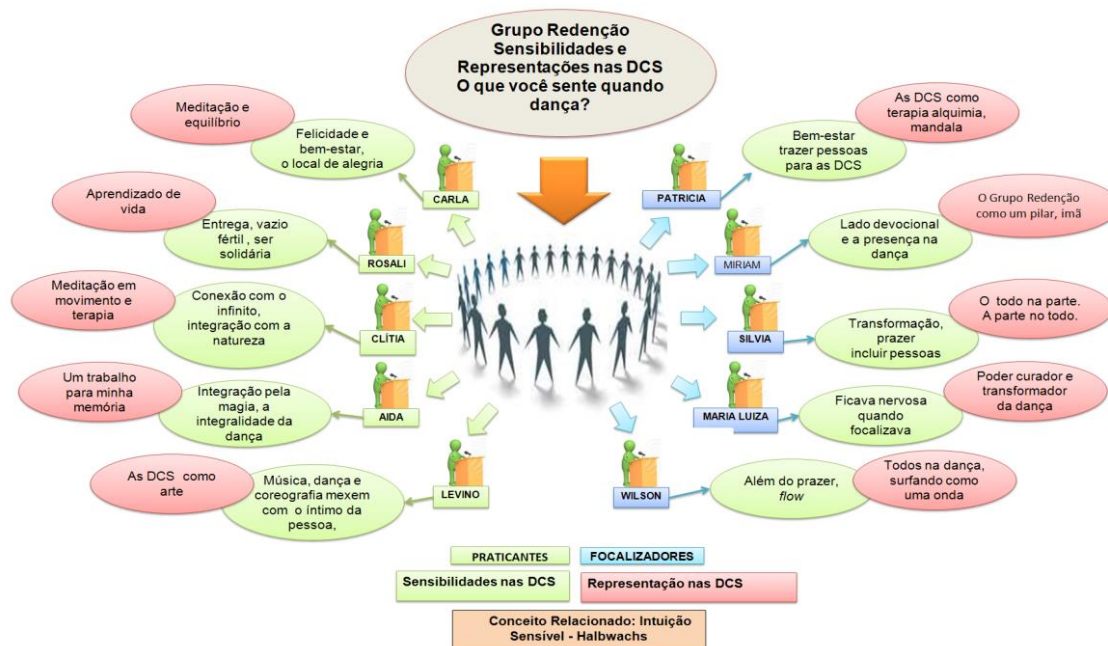 Grupo Redenção
Sensibilidades e
Representações nas DCS
O que você sente quando
dança?
Meditação e
equilíbrio
Felicidade e
bem-estar,
o local de alegria
CARLA
Aprendizado de
vida
Entrega, vazio
fértil , ser
solidária
ROSALI
Meditação em
movimento e
terapia
Conexão com o
infinito,
integração com a
natureza
CLÍTIA
Um trabalho
para minha
memória
Integração pela
magia, a
integralidade da
dança
AIDA
As DCS como
arte
Música, dança e
coreografia mexem
com o íntimo da
pessoa,
LEVINO
As DCS como
terapia alquimia,
mandala
Bem-estar
trazer pessoas
para as DCS
PATRICIA
O Grupo Redenção
como um pilar, imã
Lado devocional
e a presença na
dança
MIRIAM
O todo na parte.
A parte no todo.
Transformação,
prazer
incluir pessoas
SILVIA
Poder curador e
transformador
da dança
Ficava nervosa
quando
focalizava
MARIA LUIZA
Todos na dança,
surfando como
uma onda
Além do prazer,
flow
WILSON
PRATICANTES
FOCALIZADORES
Sensibilidades nas DCS
Representação nas DCS
Conceito Relacionado: Intuição
Sensível - Halbwachs